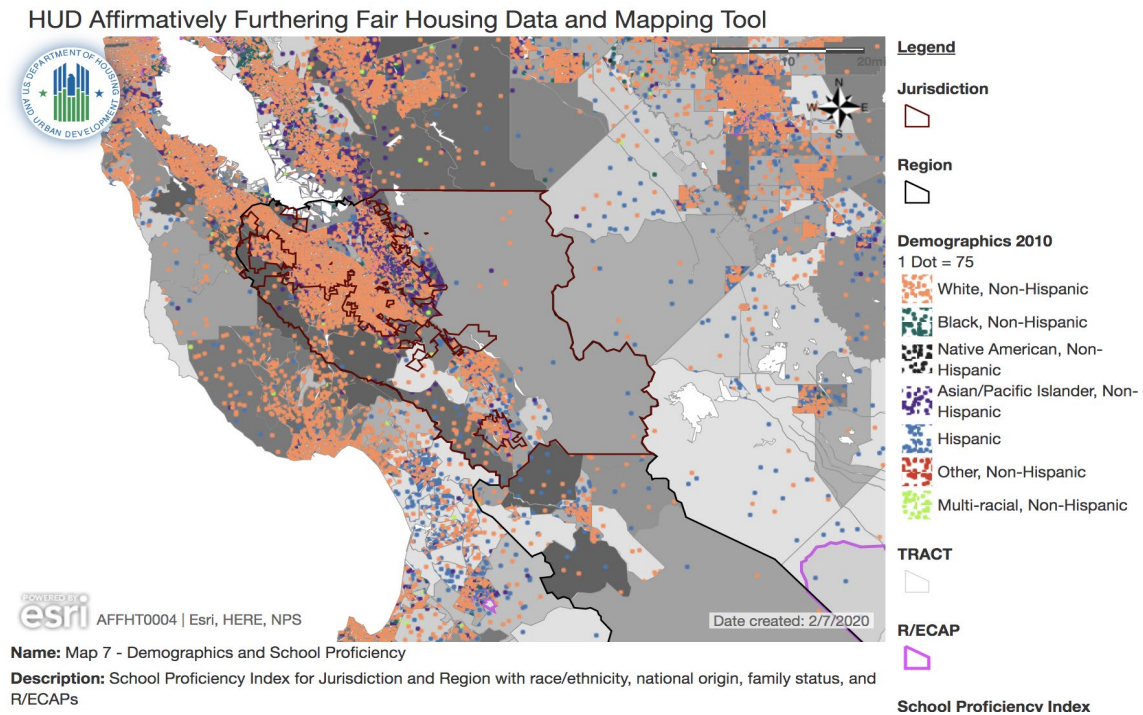 HUD Affirmatively Furthering Fair Housing Data and Mapping Tool
U.S. DEPARTMENT OF HOUSING
AND URBAN DEVELOPMENT
0 10 20mi
N
W E
S
Legend
Jurisdiction
Region
Demographics 2010
1 Dot = 75
White, Non-Hispanic
Black, Non-Hispanic
Native American, Non-
Hispanic
Asian/Pacific Islander, Non-
Hispanic
Hispanic
Other, Non-Hispanic
Multi-racial, Non-Hispanic
TRACT
R/ECAP
School Proficiency Index
POWERED BY
esri
AFFHT0004 | Esri, HERE, NPS
Date created: 2/7/2020
Name: Map 7 - Demographics and School Proficiency
Description: School Proficiency Index for Jurisdiction and Region with race/ethnicity, national origin, family status, and
R/ECAPs